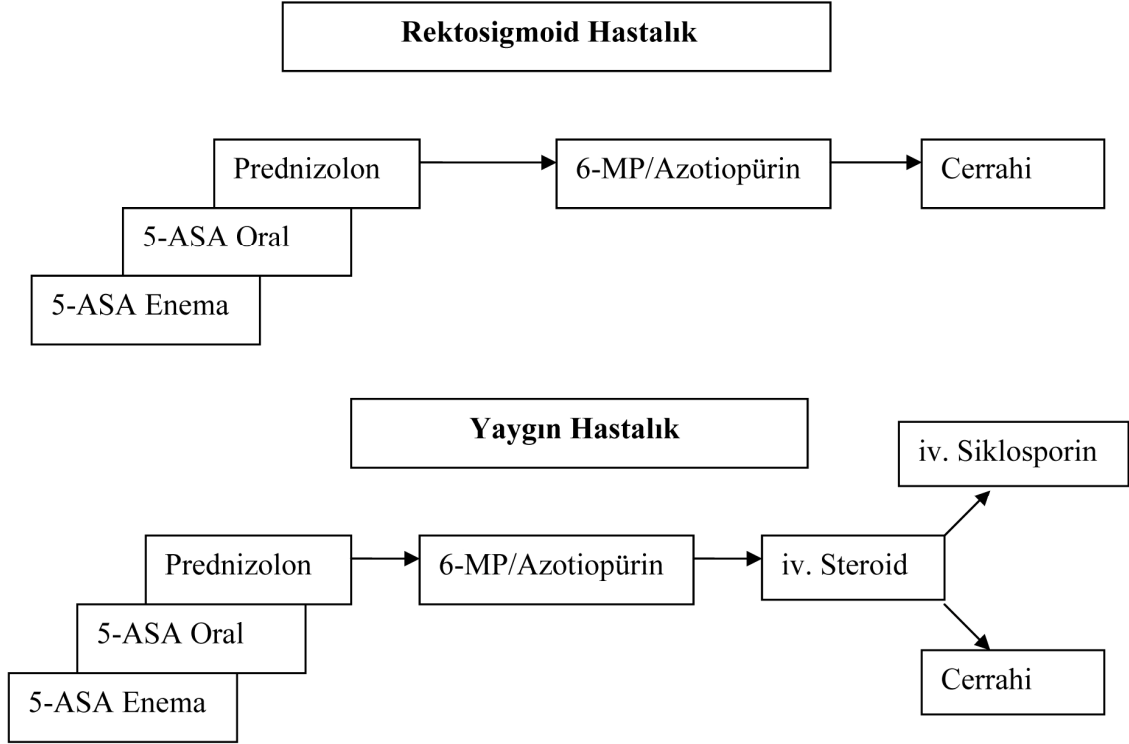 Rektosigmoid Hastalık
Prednizolon
6-MP/Azotiopürin
Cerrahi
5-ASA Oral
5-ASA Enema
Yaygın Hastalık
iv. Siklosporin
Prednizolon
6-MP/Azotiopürin
iv. Steroid
5-ASA Oral
Cerrahi
5-ASA Enema